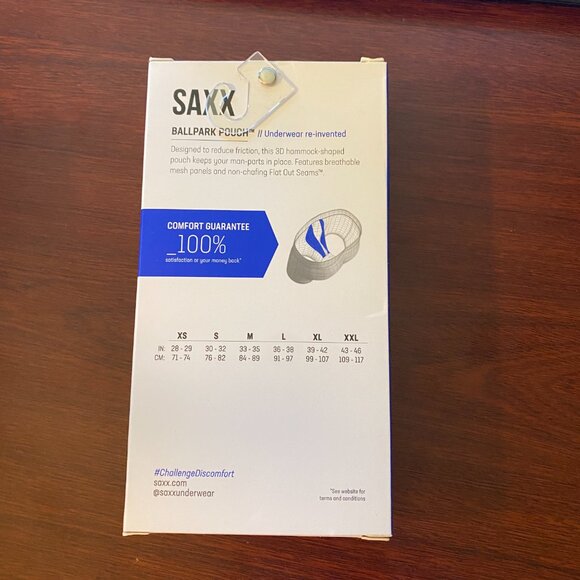 SAXX
BALLPARK POUCH™ // Underwear re-invented
Designed to reduce friction, this 3D hammock-shaped
pouch keeps your man-parts in place. Features breathable
mesh panels and non-chafing Flat Out Seams™
COMFORT GUARANTEE
_100%
satisfaction or your money back*
XS S M L XL XXL
IN: 28 - 29 30 - 32 33 - 35 36 - 38 39 - 42 43 - 46
CM: 71 - 74 76 - 82 84 - 89 91 - 97 99 - 107 109 - 117
#ChallengeDiscomfort
saxx.com
@saxxunderwear
*See website for
terms and conditions